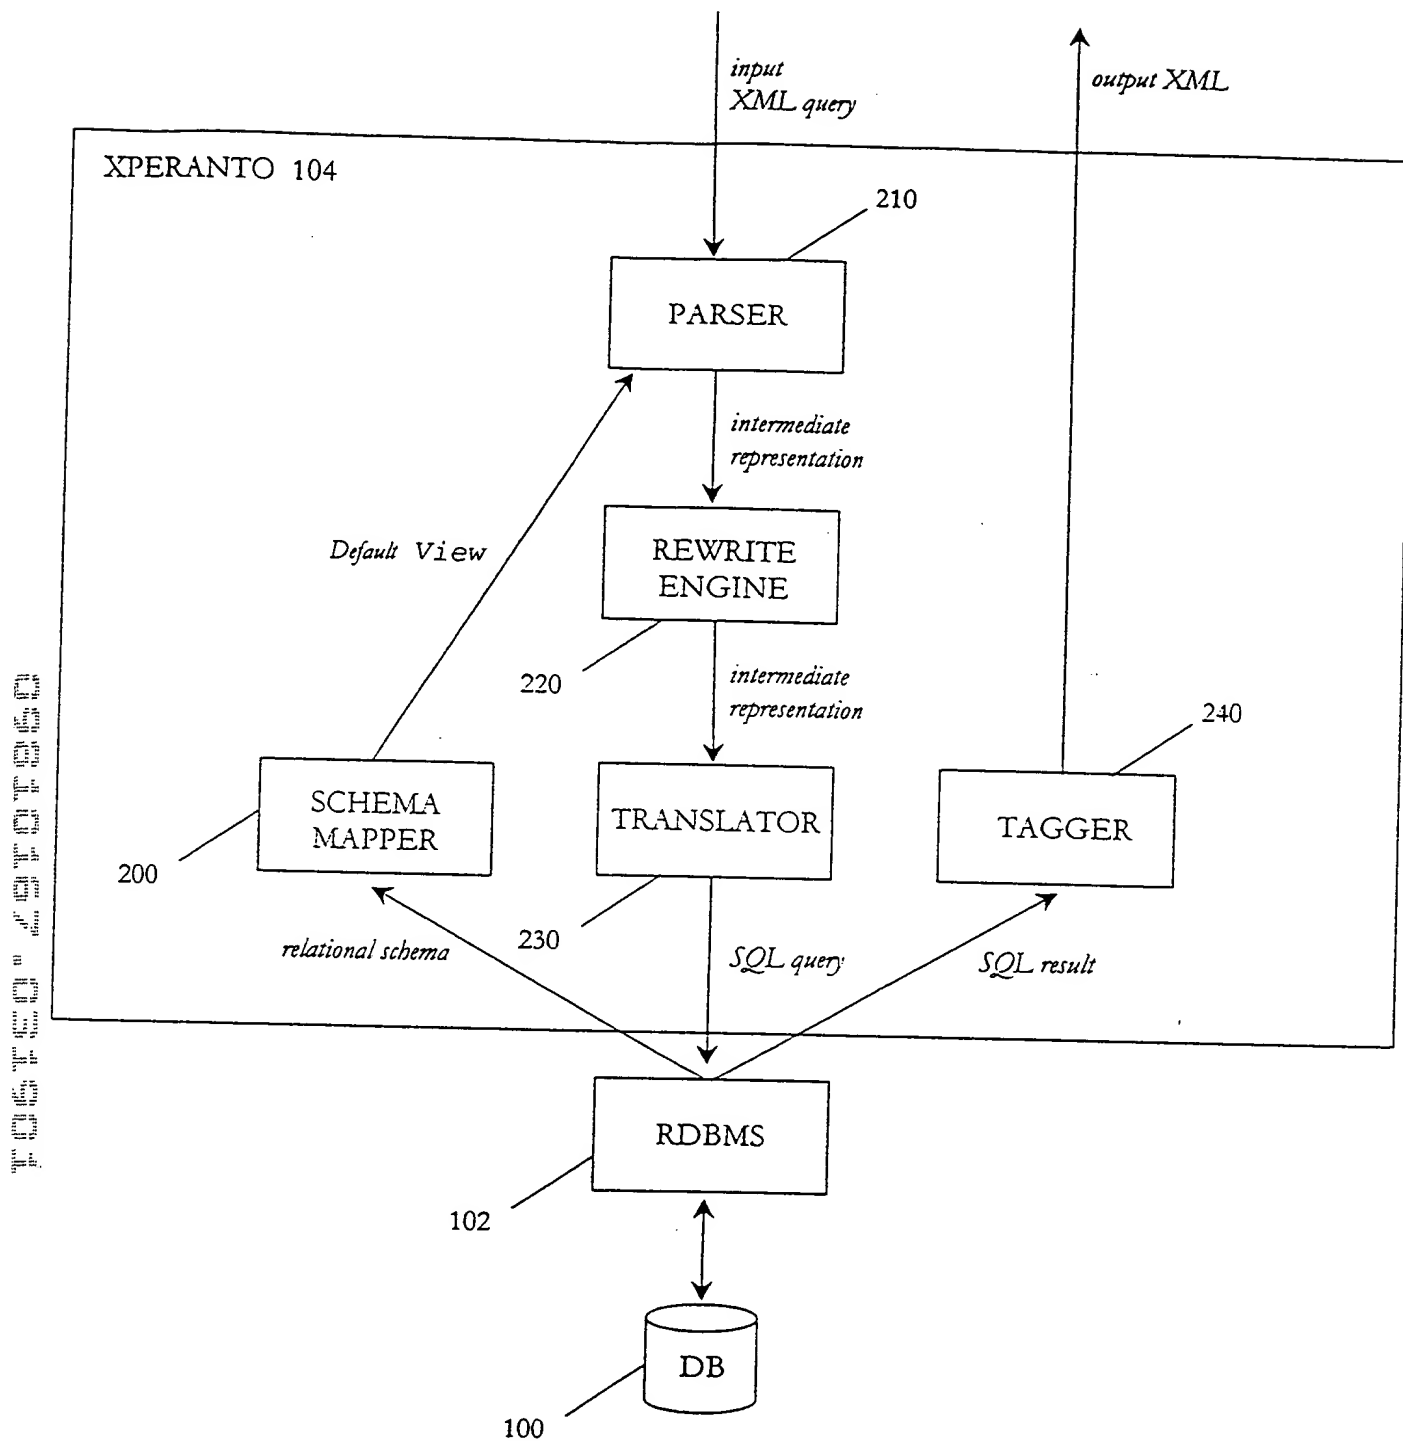 input
XML query
output XML
XPERANTO 104
210
PARSER
intermediate
representation
Default View
REWRITE
ENGINE
220
intermediate
representation
240
SCHEMA
MAPPER
TRANSLATOR
TAGGER
200
relational schema
230
SQL query
SQL result
RDBMS
102
DB
100